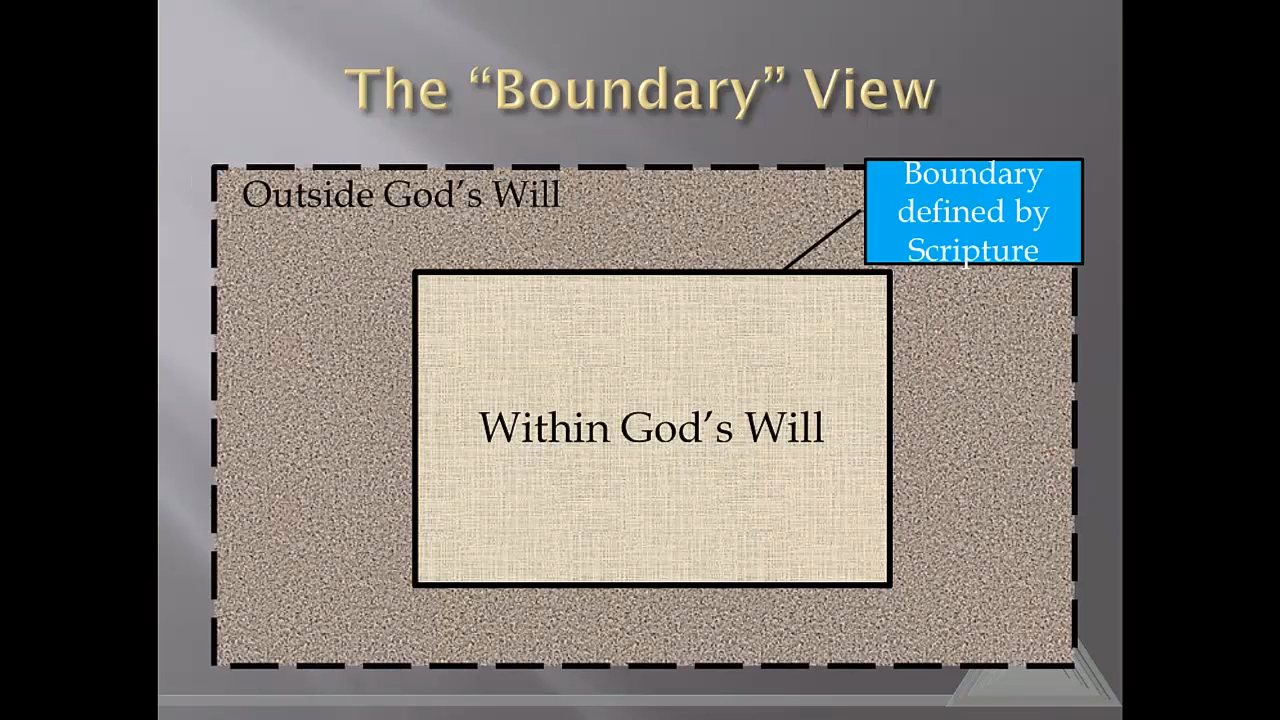 The “Boundary” View
Outside God’s Will
Boundary
defined by
Scripture
Within God’s Will